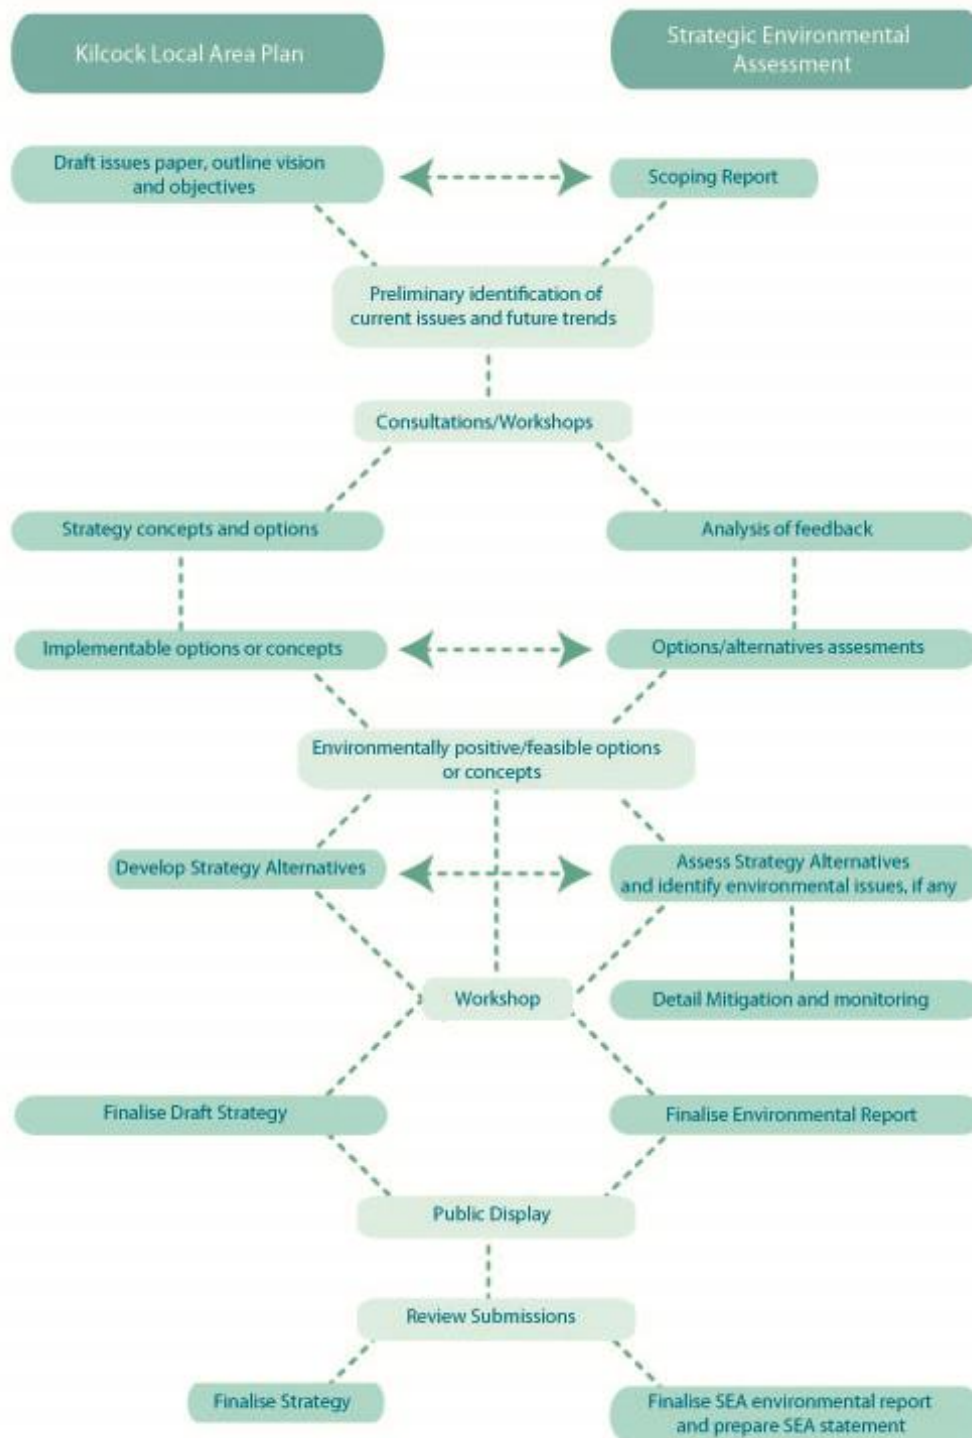 Kilcock Local Area Plan
Strategic Environmental
Assessment
Draft issues paper, outline vision
and objectives
Scoping Report
Preliminary identification of
current issues and future trends
Consultations/Workshops
Strategy concepts and options
Analysis of feedback
Implementable options or concepts
Options/alternatives assesments
Environmentally positive/feasible options
or concepts
Develop Strategy Alternatives
Assess Strategy Alternatives
and identify environmental issues, if any
Workshop
Detail Mitigation and monitoring
Finalise Draft Strategy
Finalise Environmental Report
Public Display
Review Submissions
Finalise Strategy
Finalise SEA environmental report
and prepare SEA statement